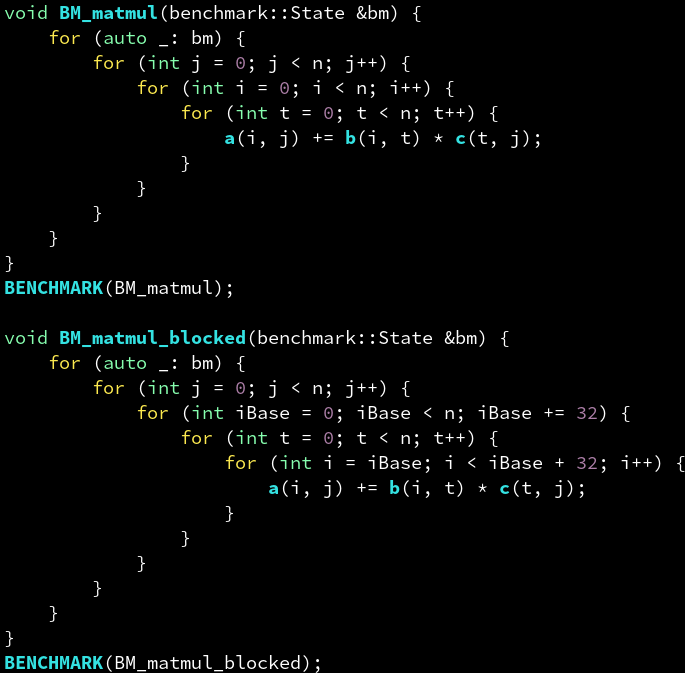 void BM_matmul(benchmark::State &bm) {
    for (auto _: bm) {
        for (int j = 0; j < n; j++) {
            for (int i = 0; i < n; i++) {
                for (int t = 0; t < n; t++) {
                    a(i, j) += b(i, t) * c(t, j);
                }
            }
        }
    }
}
BENCHMARK(BM_matmul);

void BM_matmul_blocked(benchmark::State &bm) {
    for (auto _: bm) {
        for (int j = 0; j < n; j++) {
            for (int iBase = 0; iBase < n; iBase += 32) {
                for (int t = 0; t < n; t++) {
                    for (int i = iBase; i < iBase + 32; i++) {
                        a(i, j) += b(i, t) * c(t, j);
                    }
                }
            }
        }
    }
}
BENCHMARK(BM_matmul_blocked);